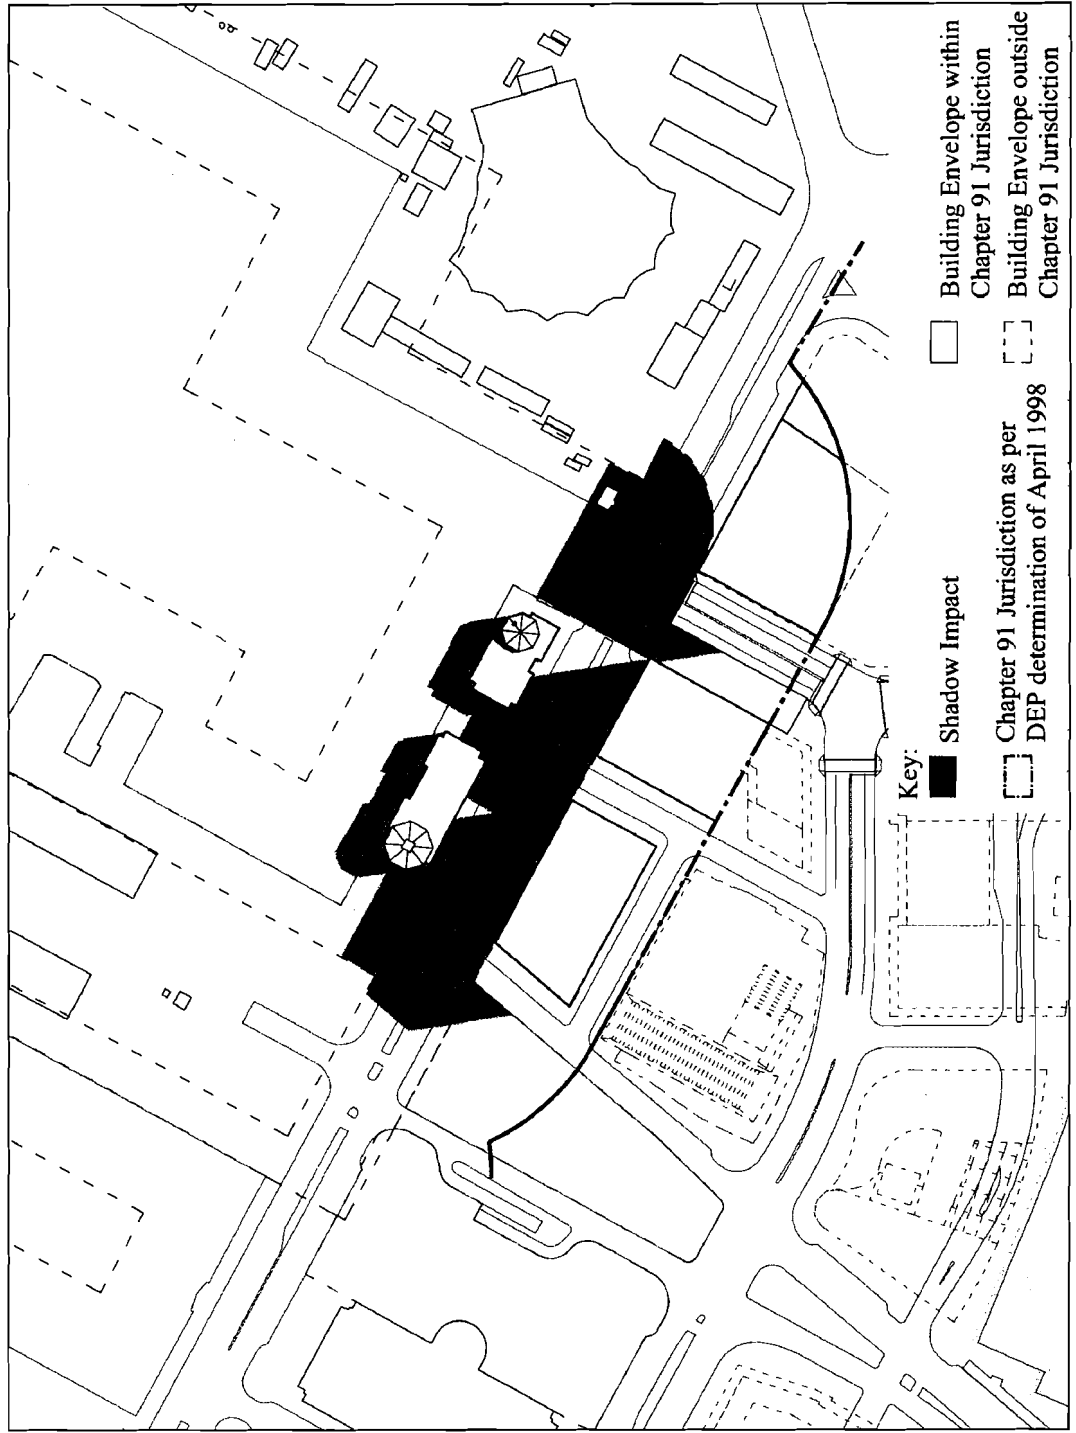 Key:
Shadow Impact
Chapter 91 Jurisdiction as per
DEP determination of April 1998
Building Envelope within
Chapter 91 Jurisdiction
Building Envelope outside
Chapter 91 Jurisdiction